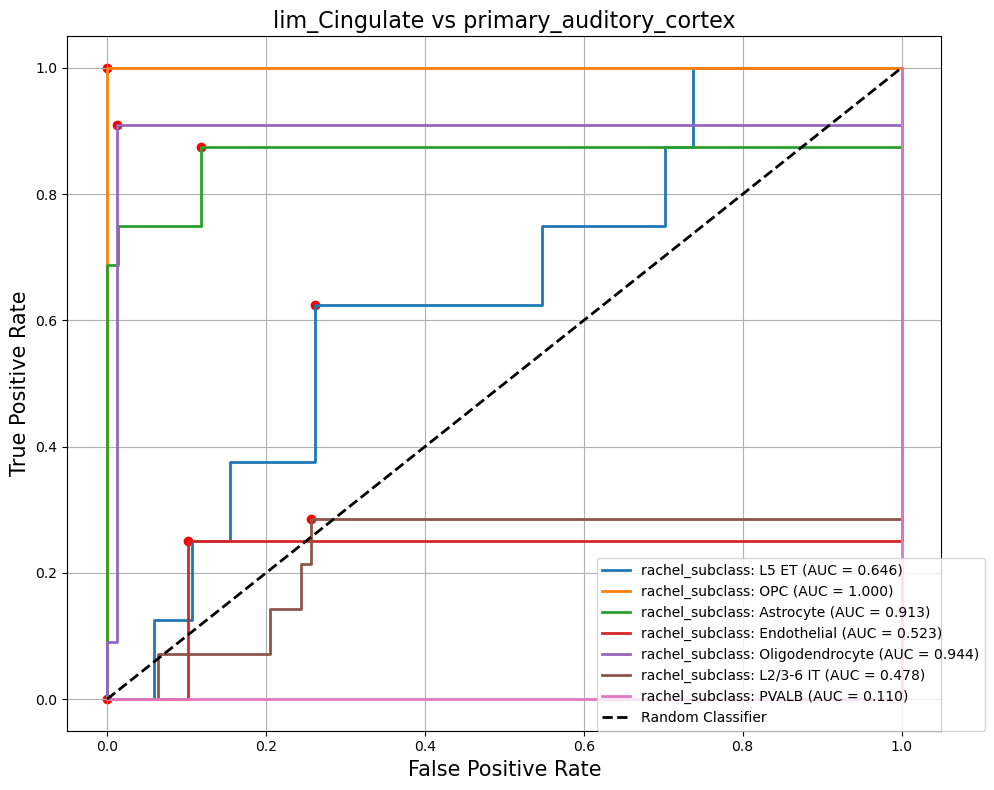 lim_Cingulate vs primary_auditory_cortex
True Positive Rate
1.0
0.8
0.6
0.4
0.2
0.0
rachel_subclass: L5 ET (AUC = 0.646)
rachel_subclass: OPC (AUC = 1.000)
rachel_subclass: Astrocyte (AUC = 0.913)
rachel_subclass: Endothelial (AUC = 0.523)
rachel_subclass: Oligodendrocyte (AUC = 0.944)
rachel_subclass: L2/3-6 IT (AUC = 0.478)
rachel_subclass: PVALB (AUC = 0.110)
Random Classifier
0.0 0.2 0.4 0.6 0.8 1.0
False Positive Rate